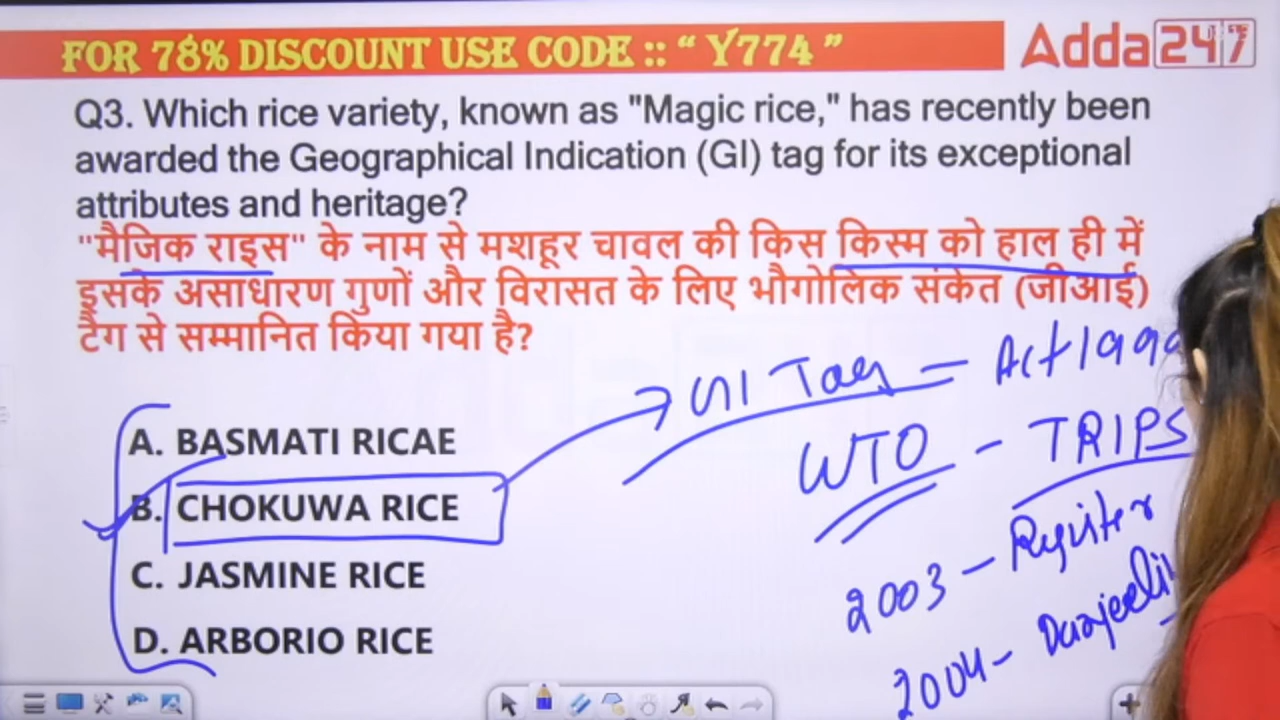 FOR 78% DISCOUNT USE CODE :: “ Y774 ”
Adda247
Q3. Which rice variety, known as "Magic rice," has recently been
awarded the Geographical Indication (GI) tag for its exceptional
attributes and heritage?
"मैजिक राइस" के नाम से मशहूर चावल की किस किस्म को हाल ही में
इसके असाधारण गुणों और विरासत के लिए भौगोलिक संकेत (जीआई)
टैग से सम्मानित किया गया है?
GI Tag = Act 199
WTO - TRIPS
2003 - Register
2004 - Darjeeli
A. BASMATI RICAE
B. CHOKUWA RICE
C. JASMINE RICE
D. ARBORIO RICE